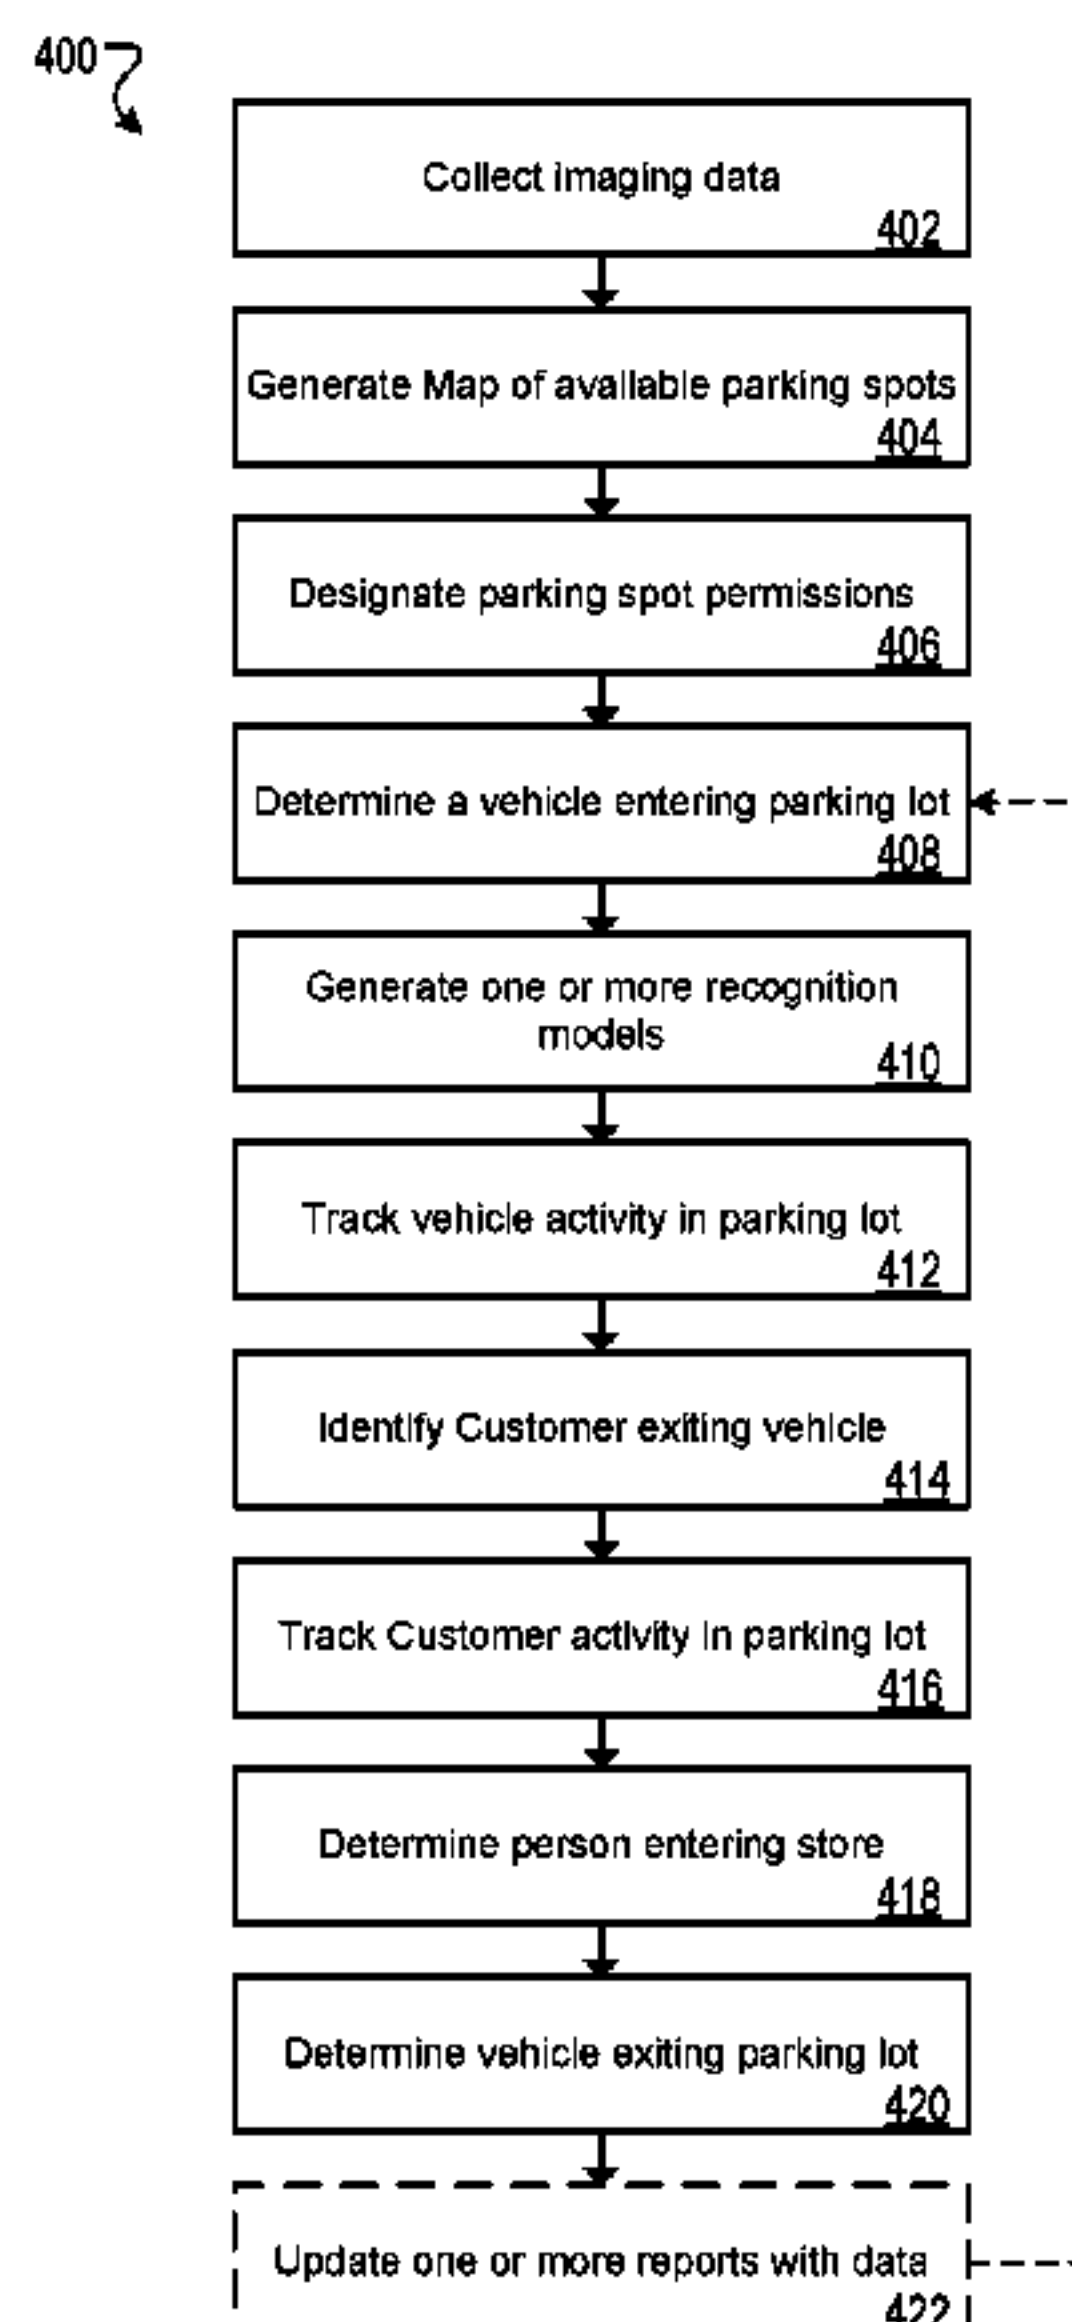 400
Collect imaging data
402
Generate Map of available parking spots
404
Designate parking spot permissions
406
Determine a vehicle entering parking lot
408
Generate one or more recognition
models
410
Track vehicle activity in parking lot
412
Identify Customer exiting vehicle
414
Track Customer activity in parking lot
416
Determine person entering store
418
Determine vehicle exiting parking lot
420
Update one or more reports with data
422